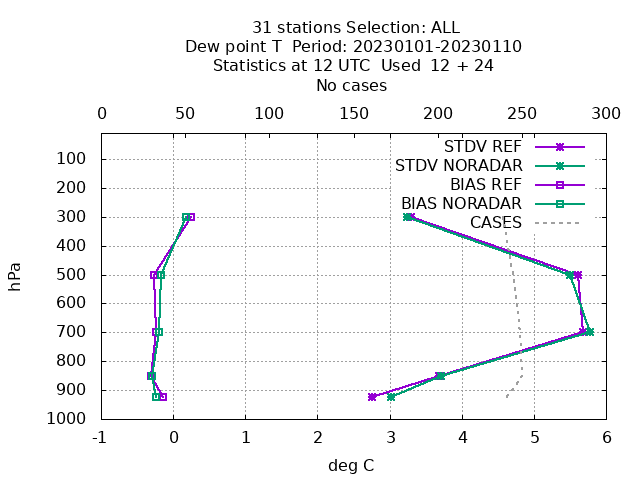 31 stations Selection: ALL
Dew point T  Period: 20230101-20230110
Statistics at 12 UTC  Used  12 + 24
No cases
0 50 100 150 200 250 300
STDV REF
STDV NORADAR
BIAS REF
BIAS NORADAR
CASES
100
200
300
400
500
600
700
800
900
1000
hPa
-1 0 1 2 3 4 5 6
deg C